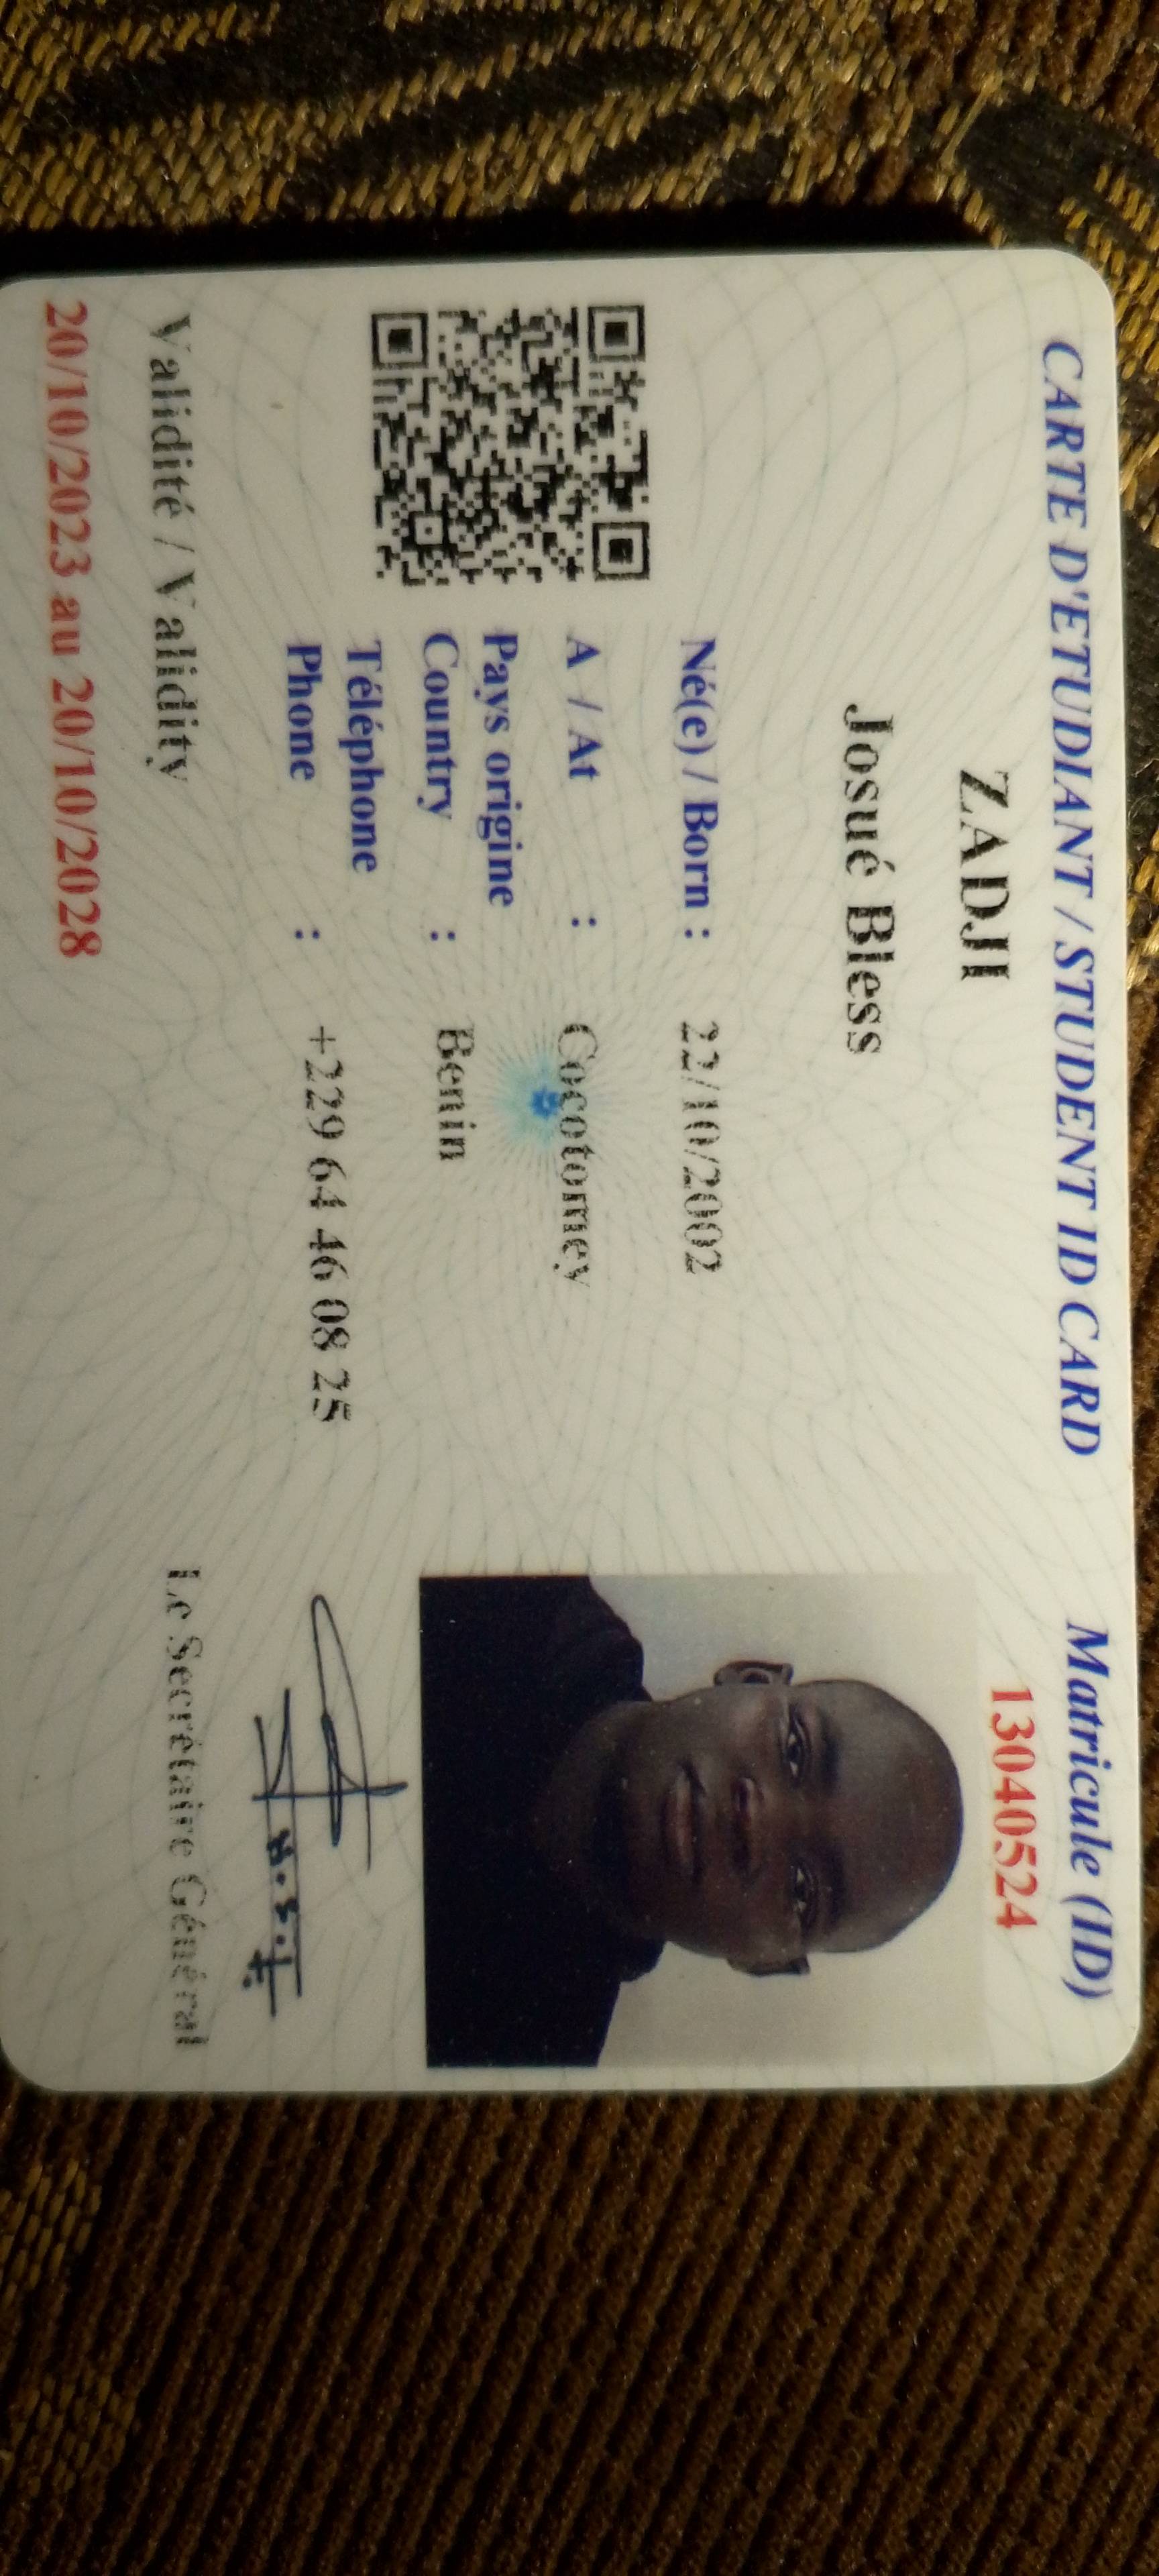 CARTE D'ETUDIANT / STUDENT ID CARD
Matricule (ID)
13040524
ZADJI
Josué Bless
Né(e) / Born : 22/10/2002
A / At : Cocotomey
Pays origine
Country : Benin
Téléphone
Phone : +229 64 46 08 25
Validité / Validity
20/10/2023 au 20/10/2028
Le Secrétaire Général